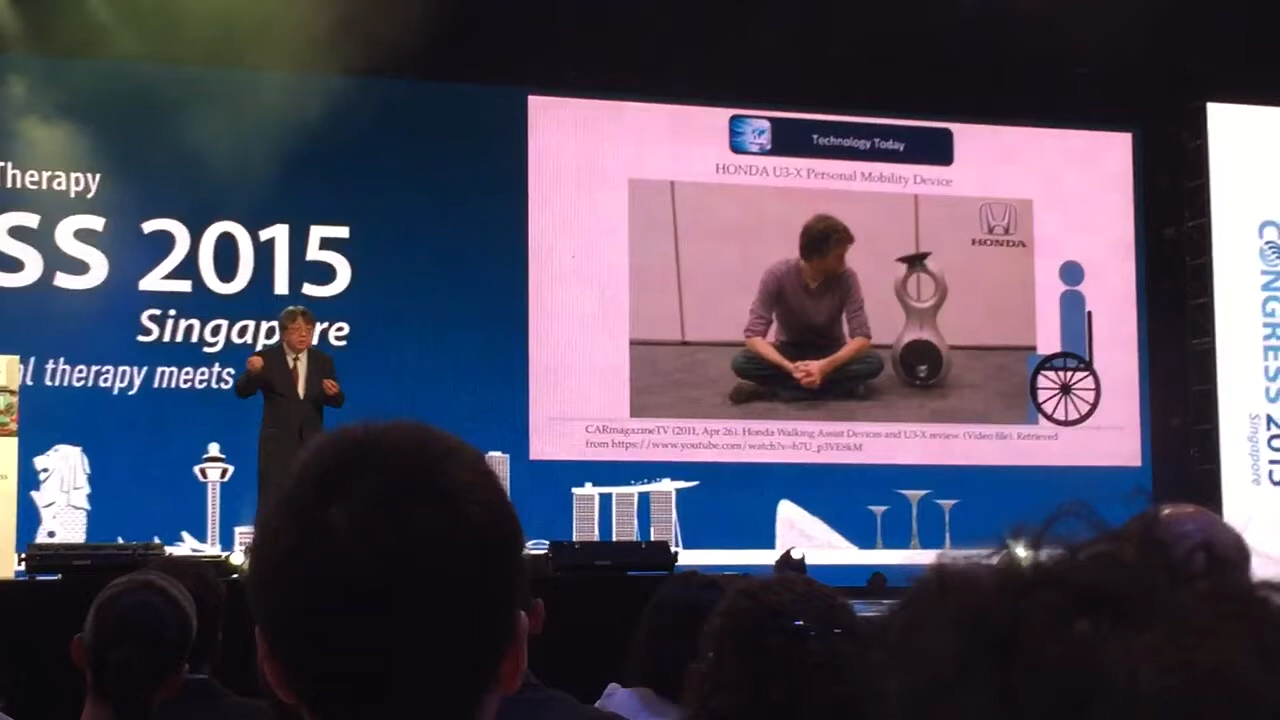 Therapy
SS 2015
Singapore
al therapy meets
Technology Today
HONDA U3-X Personal Mobility Device
HONDA
CARmagazineTV (2011, Apr 26). Honda Walking Assist Devices and U3-X review. (Video file). Retrieved
from https://www.youtube.com/watch?v=h7U_p3VE8kM
CONGRESS 2015
Singapore